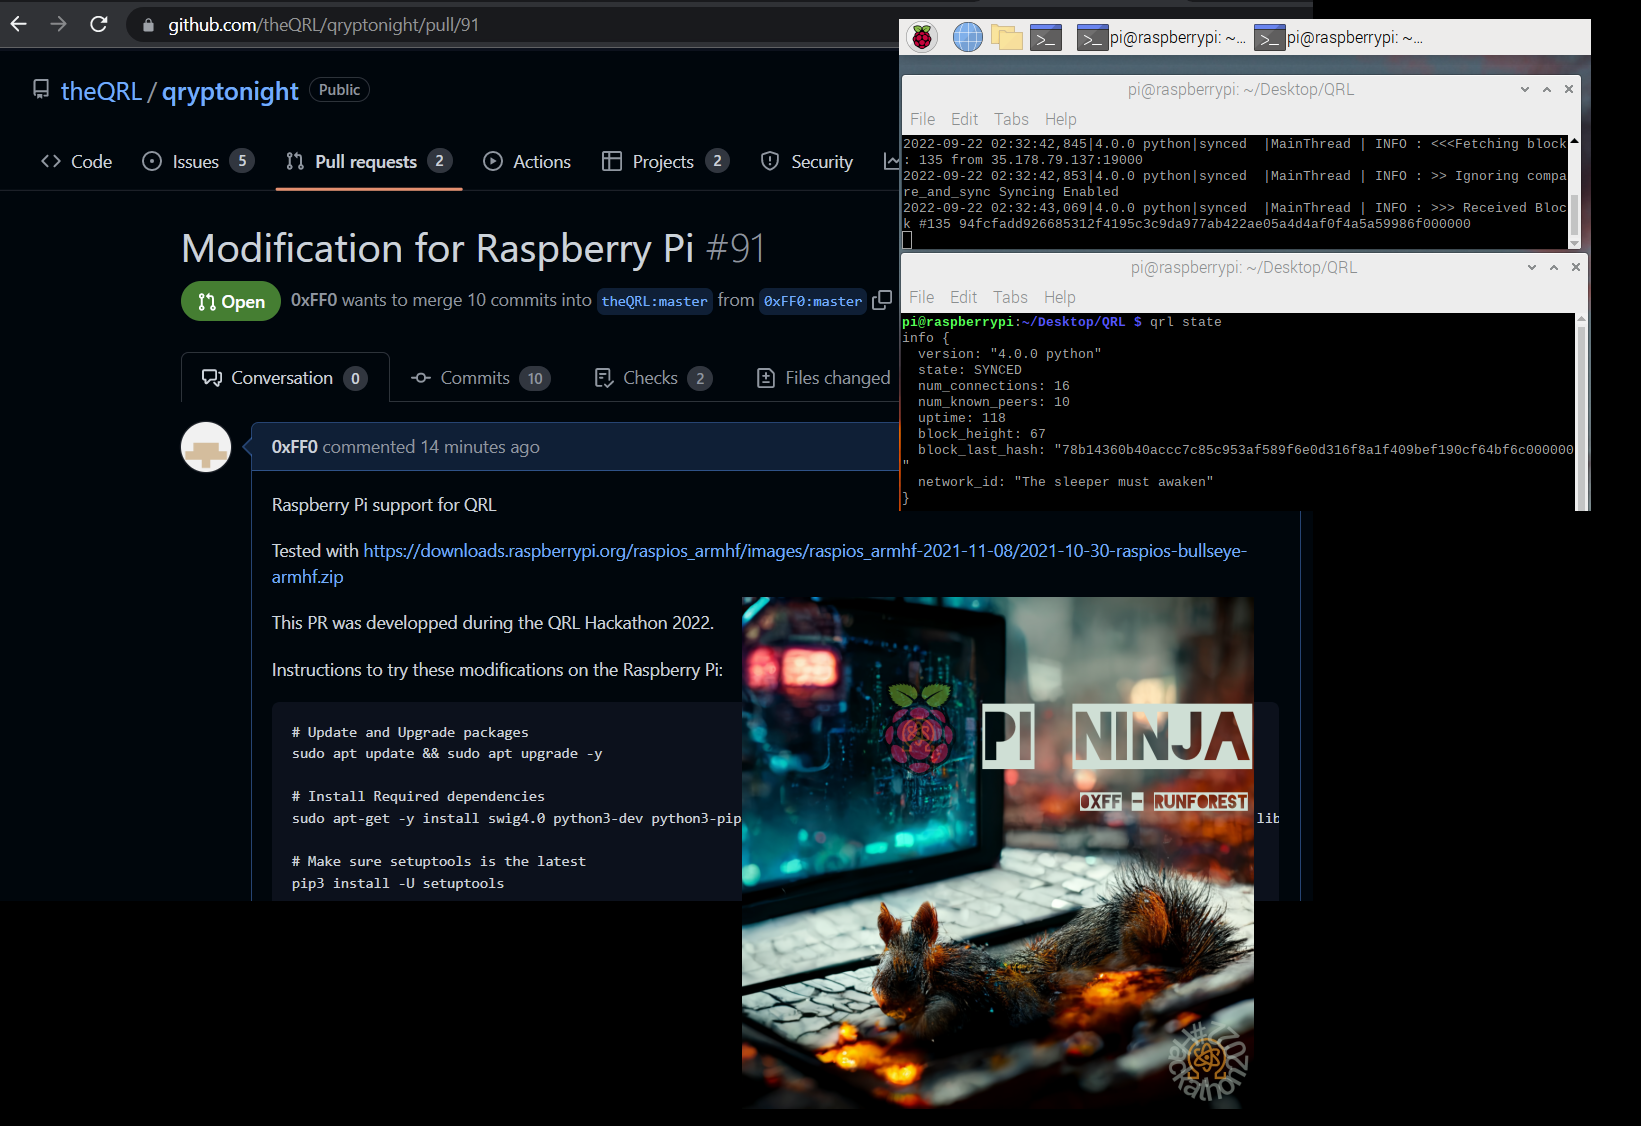 github.com/theQRL/qryptonight/pull/91
theQRL / qryptonight Public
Code Issues 5 Pull requests 2 Actions Projects 2 Security
Modification for Raspberry Pi #91
Open 0xFF0 wants to merge 10 commits into theQRL:master from 0xFF0:master
Conversation 0 Commits 10 Checks 2 Files changed
0xFF0 commented 14 minutes ago
Raspberry Pi support for QRL
Tested with https://downloads.raspberrypi.org/raspios_armhf/images/raspios_armhf-2021-11-08/2021-10-30-raspios-bullseye-
armhf.zip
This PR was developped during the QRL Hackathon 2022.
Instructions to try these modifications on the Raspberry Pi:
# Update and Upgrade packages
sudo apt update && sudo apt upgrade -y
# Install Required dependencies
sudo apt-get -y install swig4.0 python3-dev python3-pip
lib
# Make sure setuptools is the latest
pip3 install -U setuptools
pi@raspberrypi: ~... pi@raspberrypi: ~...
pi@raspberrypi: ~/Desktop/QRL
File Edit Tabs Help
2022-09-22 02:32:42,845|4.0.0 python|synced |MainThread | INFO : <<<Fetching block
: 135 from 35.178.79.137:19000
2022-09-22 02:32:42,853|4.0.0 python|synced |MainThread | INFO : >> Ignoring compa
re_and_sync Syncing Enabled
2022-09-22 02:32:43,069|4.0.0 python|synced |MainThread | INFO : >>> Received Bloc
k #135 94fcfadd926685312f4195c3c9da977ab422ae05a4d4af0f4a5a59986f000000
pi@raspberrypi: ~/Desktop/QRL
File Edit Tabs Help
pi@raspberrypi:~/Desktop/QRL $ qrl state
info {
version: "4.0.0 python"
state: SYNCED
num_connections: 16
num_known_peers: 10
uptime: 118
block_height: 67
block_last_hash: "78b14360b40accc7c85c953af589f6e0d316f8a1f409bef190cf64bf6c000000
"
network_id: "The sleeper must awaken"
}
PI NINJA
0XFF - RUNFOREST